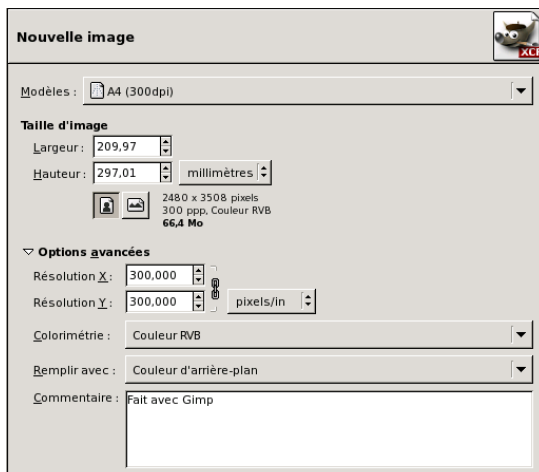 Nouvelle image
XCF
Modèles : A4 (300dpi)
Taille d'image
Largeur : 209,97
Hauteur : 297,01 millimètres
2480 x 3508 pixels
300 ppp, Couleur RVB
66,4 Mo
Options avancées
Résolution X : 300,000
Résolution Y : 300,000 pixels/in
Colorimétrie : Couleur RVB
Remplir avec : Couleur d'arrière-plan
Commentaire : Fait avec Gimp